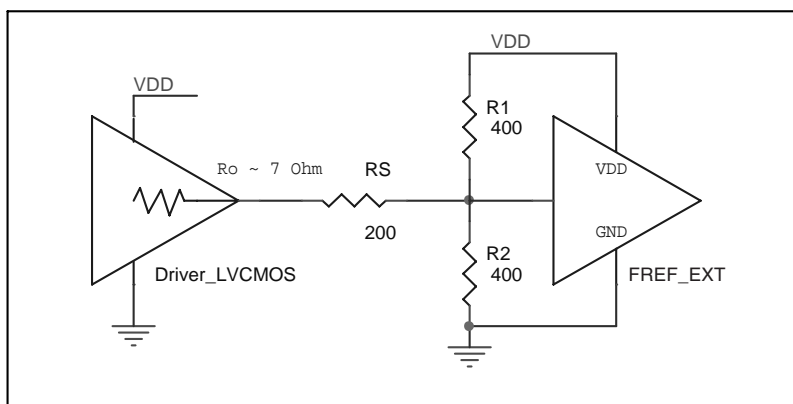 VDD
VDD
R1
400
Ro ~ 7 Ohm
RS
VDD
200
GND
R2
400
Driver_LVCMOS
FREF_EXT